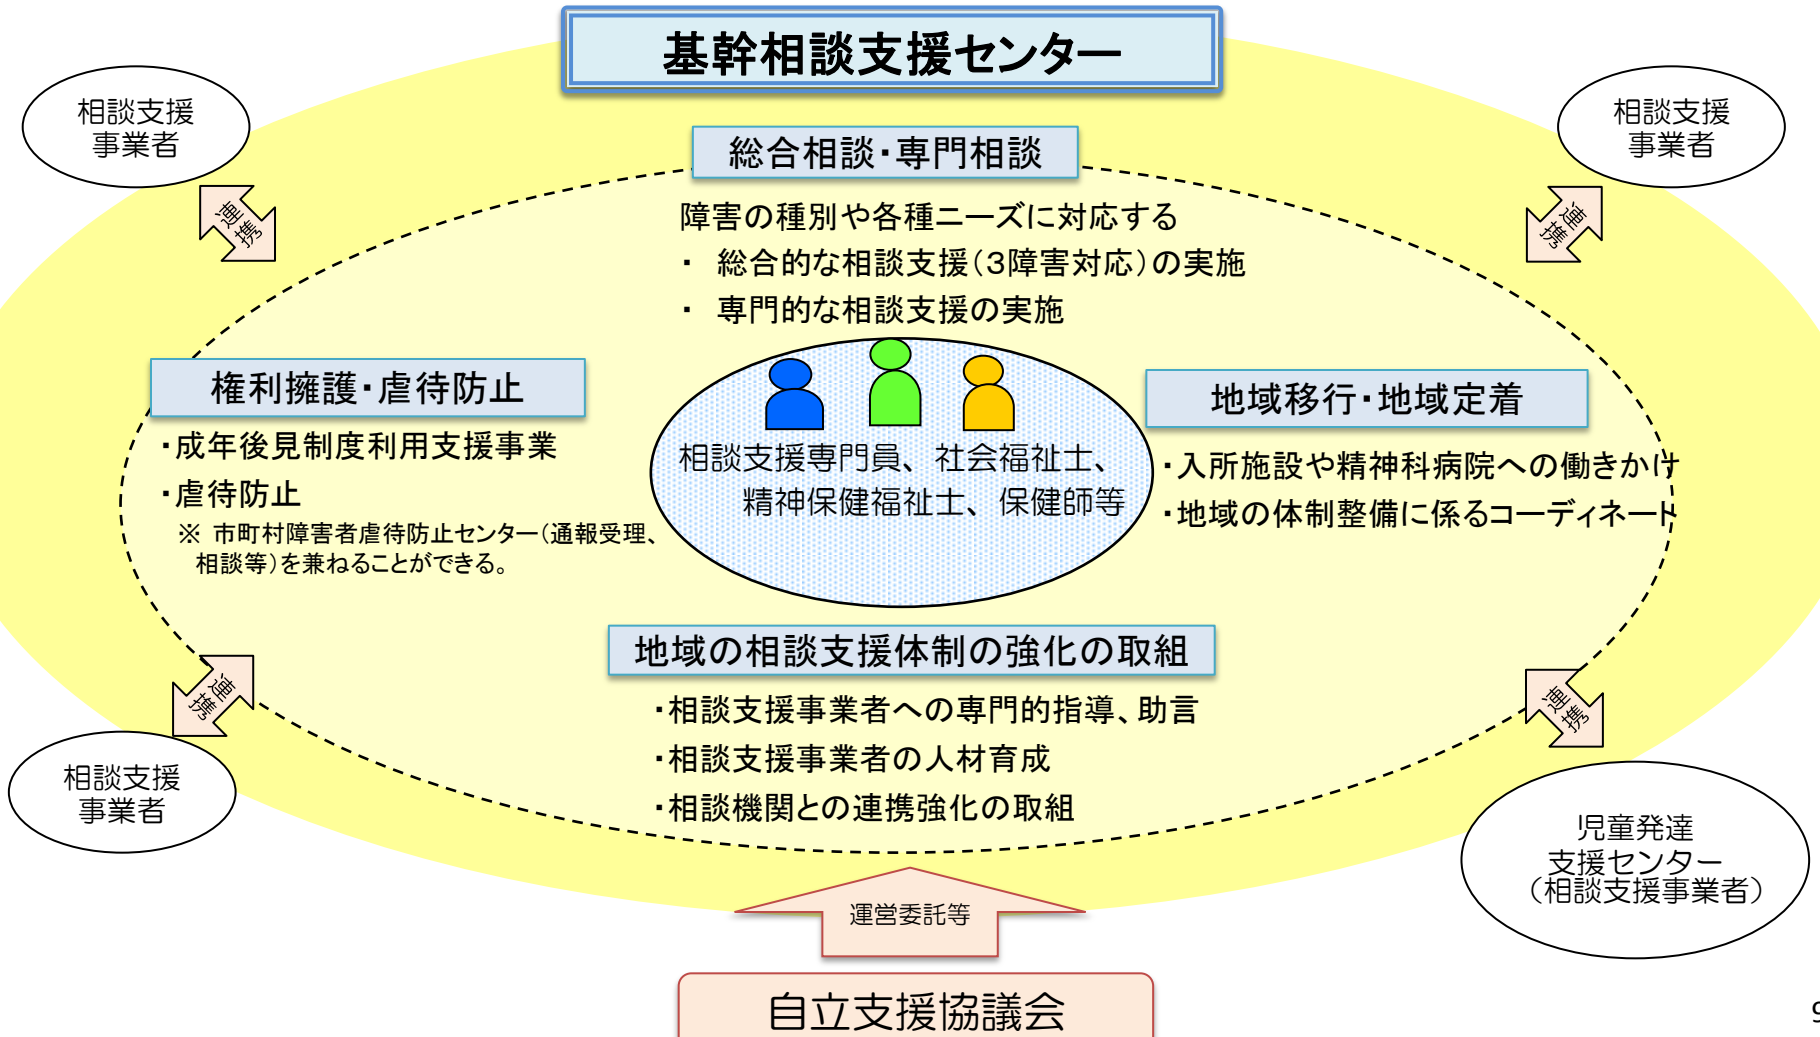 基幹相談支援センター
相談支援
事業者
相談支援
事業者
連携
連携
総合相談・専門相談
障害の種別や各種ニーズに対応する
・ 総合的な相談支援（３障害対応）の実施
・ 専門的な相談支援の実施
権利擁護・虐待防止
・成年後見制度利用支援事業
・虐待防止
※ 市町村障害者虐待防止センター（通報受理、
相談等）を兼ねることができる。
相談支援専門員、社会福祉士、
精神保健福祉士、保健師等
地域移行・地域定着
・入所施設や精神科病院への働きかけ
・地域の体制整備に係るコーディネート
地域の相談支援体制の強化の取組
・相談支援事業者への専門的指導、助言
・相談支援事業者の人材育成
・相談機関との連携強化の取組
連携
連携
相談支援
事業者
児童発達
支援センター
（相談支援事業者）
運営委託等
自立支援協議会